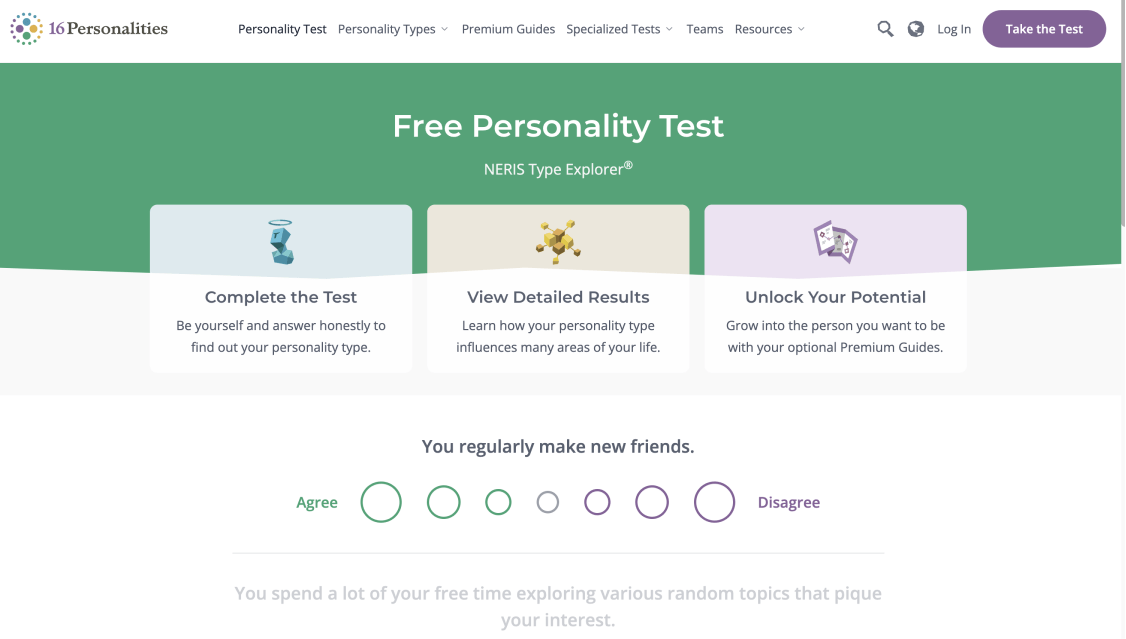 16Personalities
Personality Test Personality Types Premium Guides Specialized Tests Teams Resources Log In Take the Test
Free Personality Test
NERIS Type Explorer®
Complete the Test
Be yourself and answer honestly to
find out your personality type.
View Detailed Results
Learn how your personality type
influences many areas of your life.
Unlock Your Potential
Grow into the person you want to be
with your optional Premium Guides.
You regularly make new friends.
Agree Disagree
You spend a lot of your free time exploring various random topics that pique
your interest.